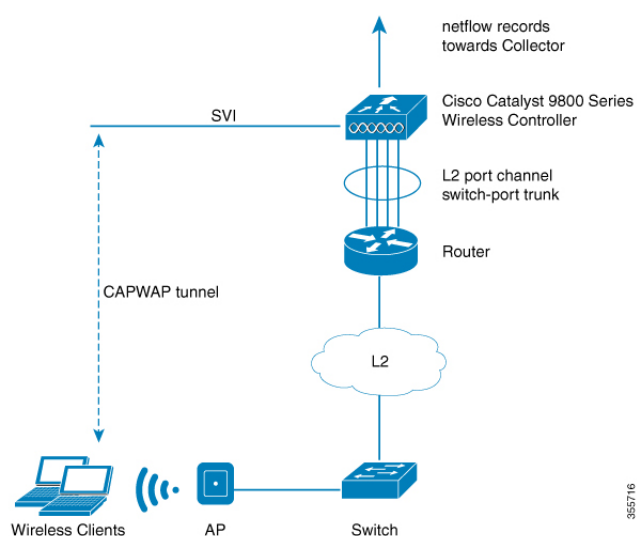 netflow records
towards Collector
SVI
Cisco Catalyst 9800 Series
Wireless Controller
L2 port channel
switch-port trunk
Router
CAPWAP tunnel
L2
Wireless Clients
AP
Switch
355716